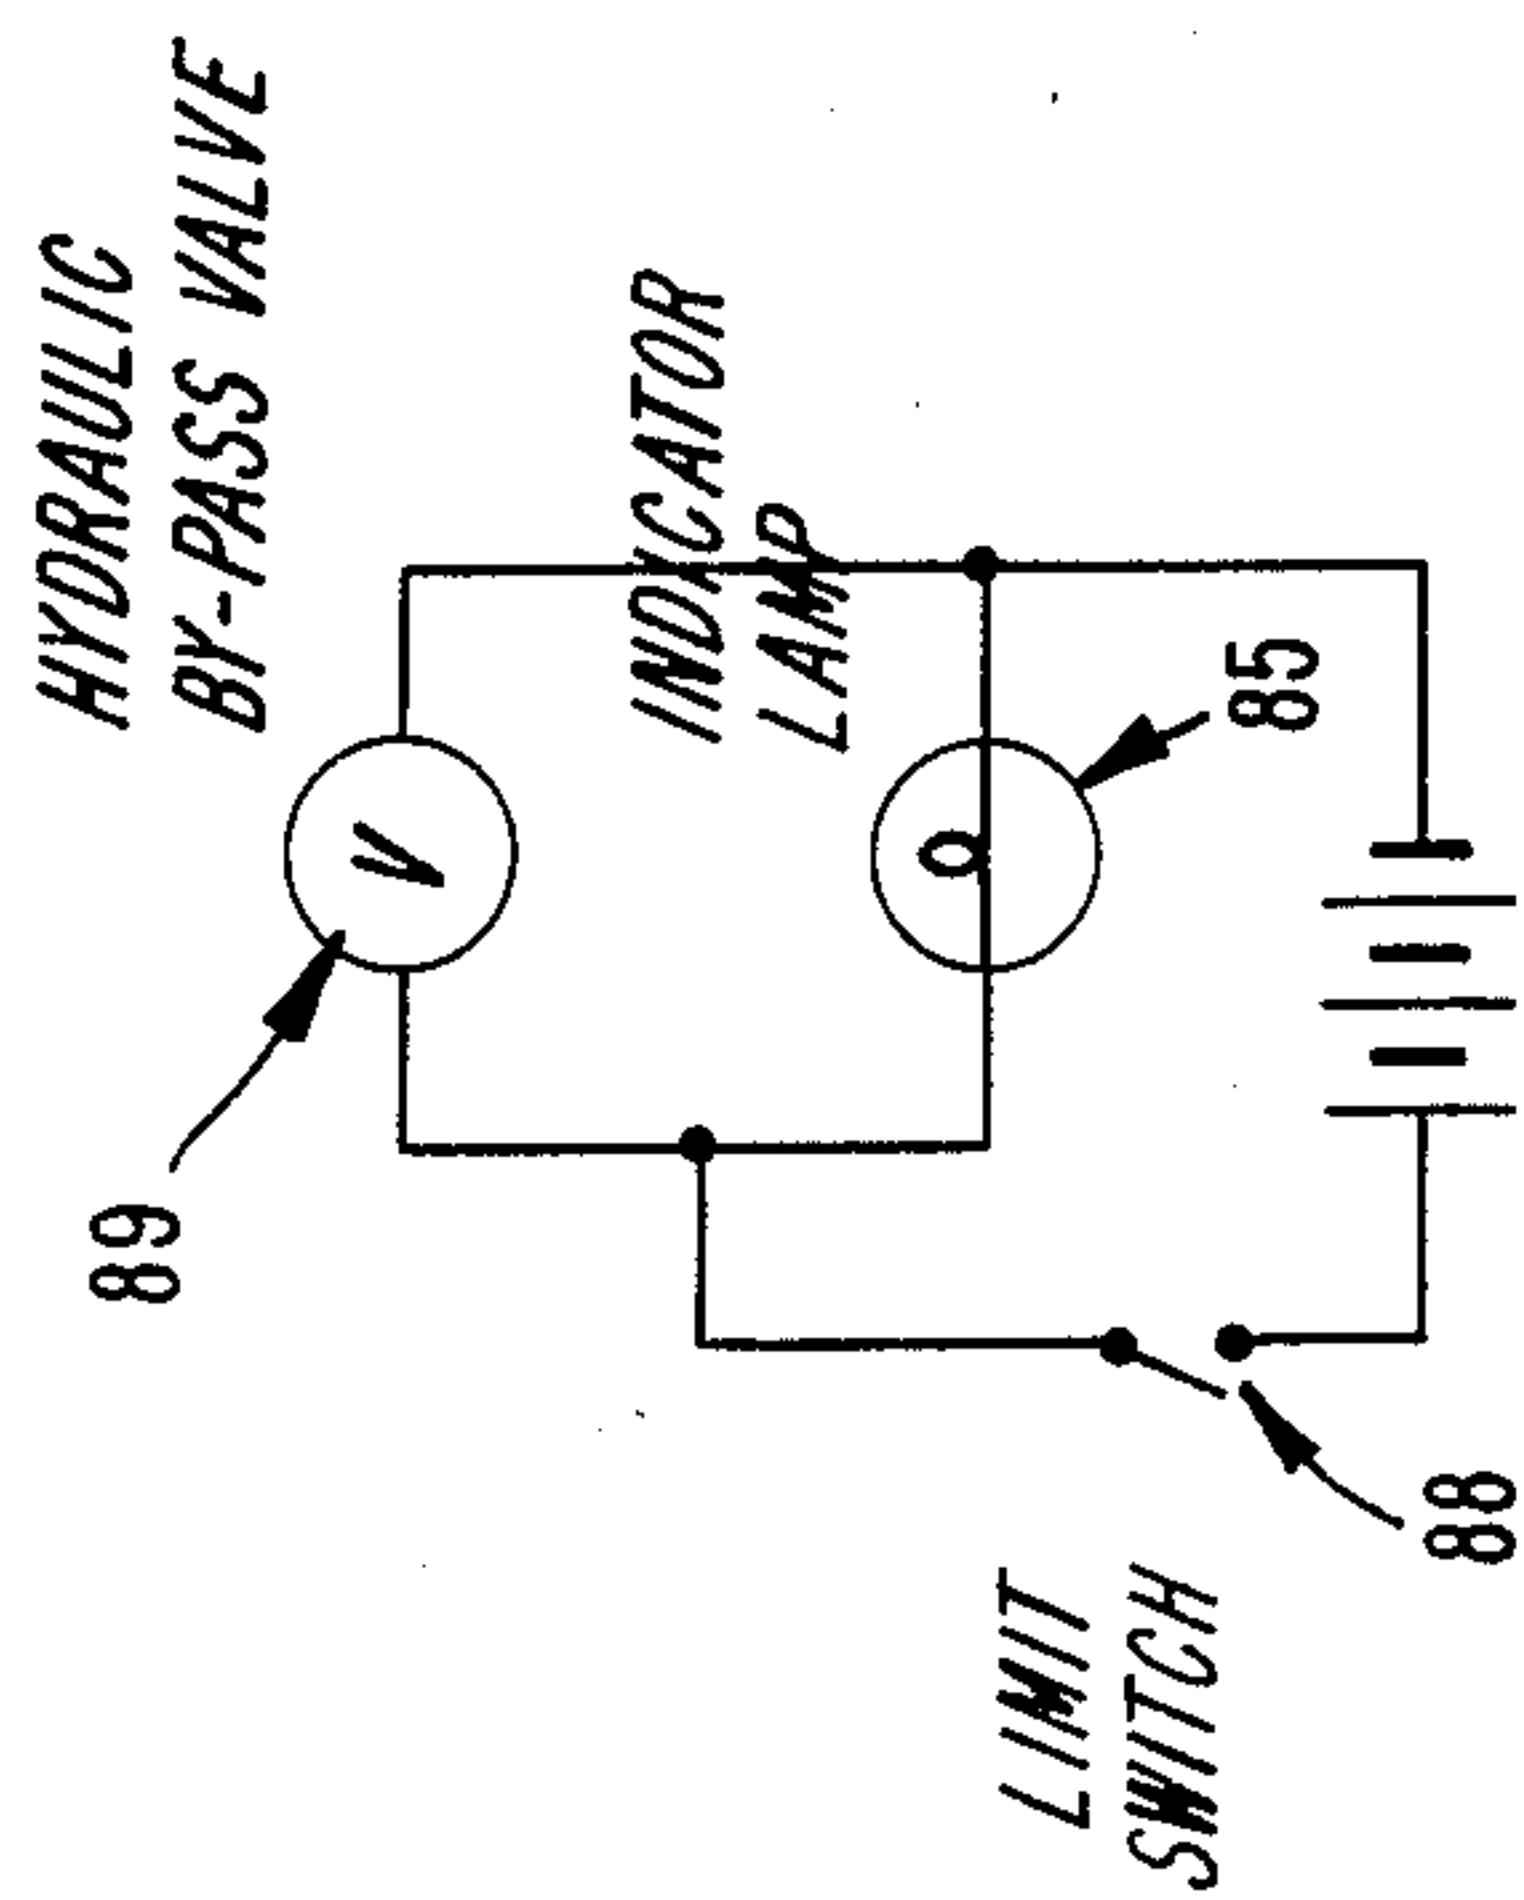 HYDRAULIC
BY-PASS VALVE
89
V
INDICATOR
LAMP
85
LIMIT
SWITCH
88